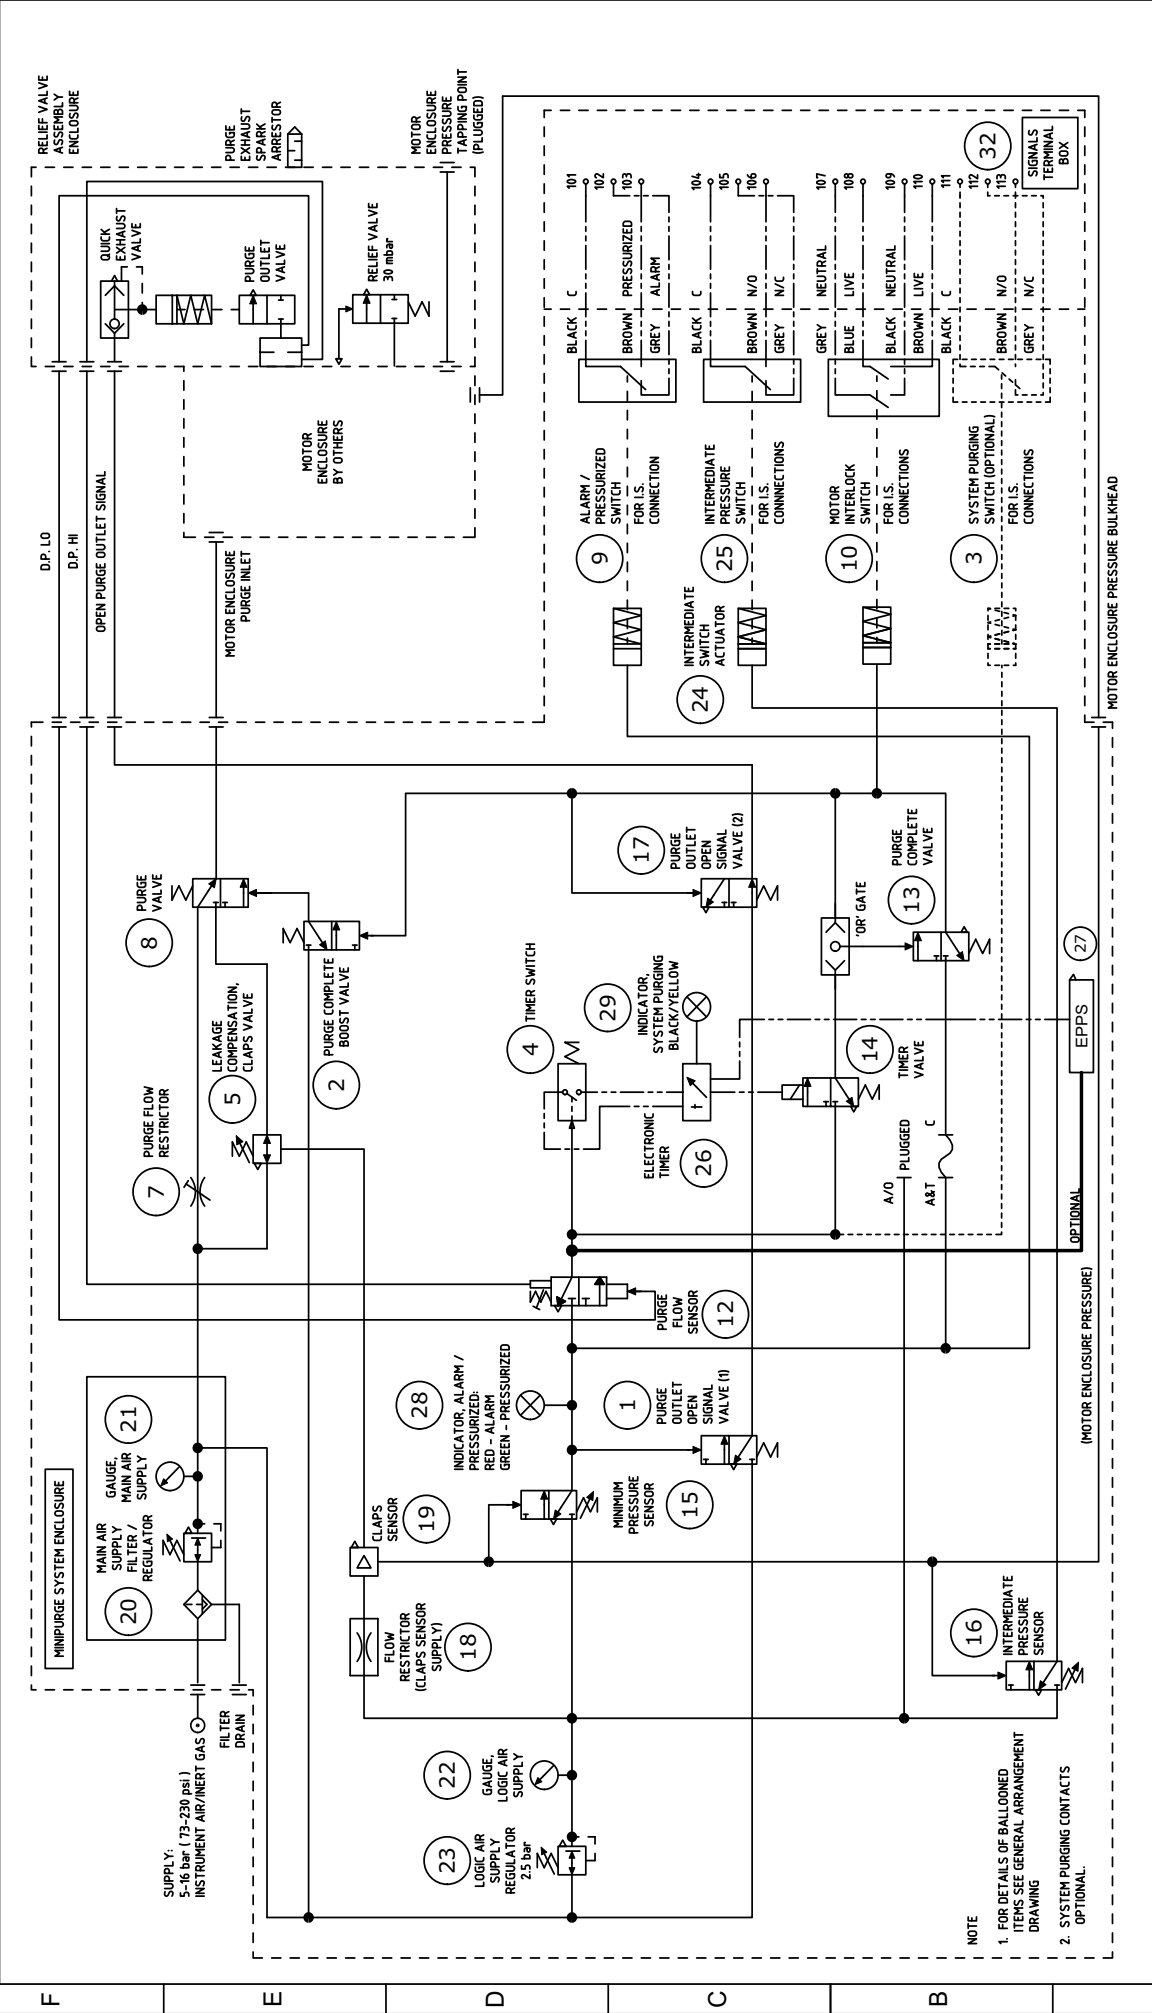 RELIEF VALVE
ASSEMBLY
ENCLOSURE
PURGE
EXHAUST
SPARK
ARRESTOR
MOTOR
ENCLOSURE
PRESSURE
TAPPING POINT
(PLUGGED)
QUICK
EXHAUST
VALVE
PURGE
OUTLET
VALVE
RELIEF VALVE
30 mbar
D.P. LO
D.P. HI
OPEN PURGE OUTLET SIGNAL
MOTOR ENCLOSURE
PURGE INLET
MOTOR
ENCLOSURE
BY OTHERS
MINIPURGE SYSTEM ENCLOSURE
SUPPLY:
5-16 bar ( 73-230 psi )
INSTRUMENT AIR/INERT GAS
FILTER
DRAIN
20
MAIN AIR
SUPPLY
FILTER /
REGULATOR
21
GAUGE,
MAIN AIR
SUPPLY
7
PURGE FLOW
RESTRICTOR
5
LEAKAGE
COMPENSATION,
CLAPS VALVE
8
PURGE
VALVE
2
PURGE COMPLETE
BOOST VALVE
18
FLOW
RESTRICTOR
(CLAPS SENSOR
SUPPLY)
19
CLAPS
SENSOR
28
INDICATOR, ALARM /
PRESSURIZED:
RED - ALARM
GREEN - PRESSURIZED
23
LOGIC AIR
SUPPLY
REGULATOR
2.5 bar
22
GAUGE,
LOGIC AIR
SUPPLY
15
MINIMUM
PRESSURE
SENSOR
1
PURGE
OUTLET
OPEN
SIGNAL
VALVE (1)
12
PURGE
FLOW
SENSOR
4
TIMER SWITCH
29
INDICATOR,
SYSTEM PURGING
BLACK/YELLOW
26
ELECTRONIC
TIMER
14
TIMER
VALVE
17
PURGE
OUTLET
OPEN
SIGNAL
VALVE (2)
'OR' GATE
13
PURGE
COMPLETE
VALVE
A/O
PLUGGED
A&T
C
OPTIONAL
27
EPPS
16
INTERMEDIATE
PRESSURE
SENSOR
(MOTOR ENCLOSURE PRESSURE)
MOTOR ENCLOSURE PRESSURE BULKHEAD
9
ALARM /
PRESSURIZED
SWITCH
FOR I.S.
CONNECTION
24
INTERMEDIATE
SWITCH
ACTUATOR
25
INTERMEDIATE
PRESSURE
SWITCH
FOR I.S.
CONNNECTIONS
10
MOTOR
INTERLOCK
SWITCH
FOR I.S.
CONNECTIONS
3
SYSTEM PURGING
SWITCH (OPTIONAL)
FOR I.S.
CONNECTIONS
BLACK C 101
102
BROWN PRESSURIZED 103
GREY ALARM
BLACK C 104
105
BROWN N/O 106
GREY N/C
GREY NEUTRAL 107
BLUE LIVE 108
BLACK NEUTRAL 109
BROWN LIVE 110
BLACK C 111
112
BROWN N/O 113
GREY N/C
32
SIGNALS
TERMINAL
BOX
NOTE
1. FOR DETAILS OF BALLOONED
ITEMS SEE GENERAL ARRANGEMENT
DRAWING
2. SYSTEM PURGING CONTACTS
OPTIONAL.
F
E
D
C
B